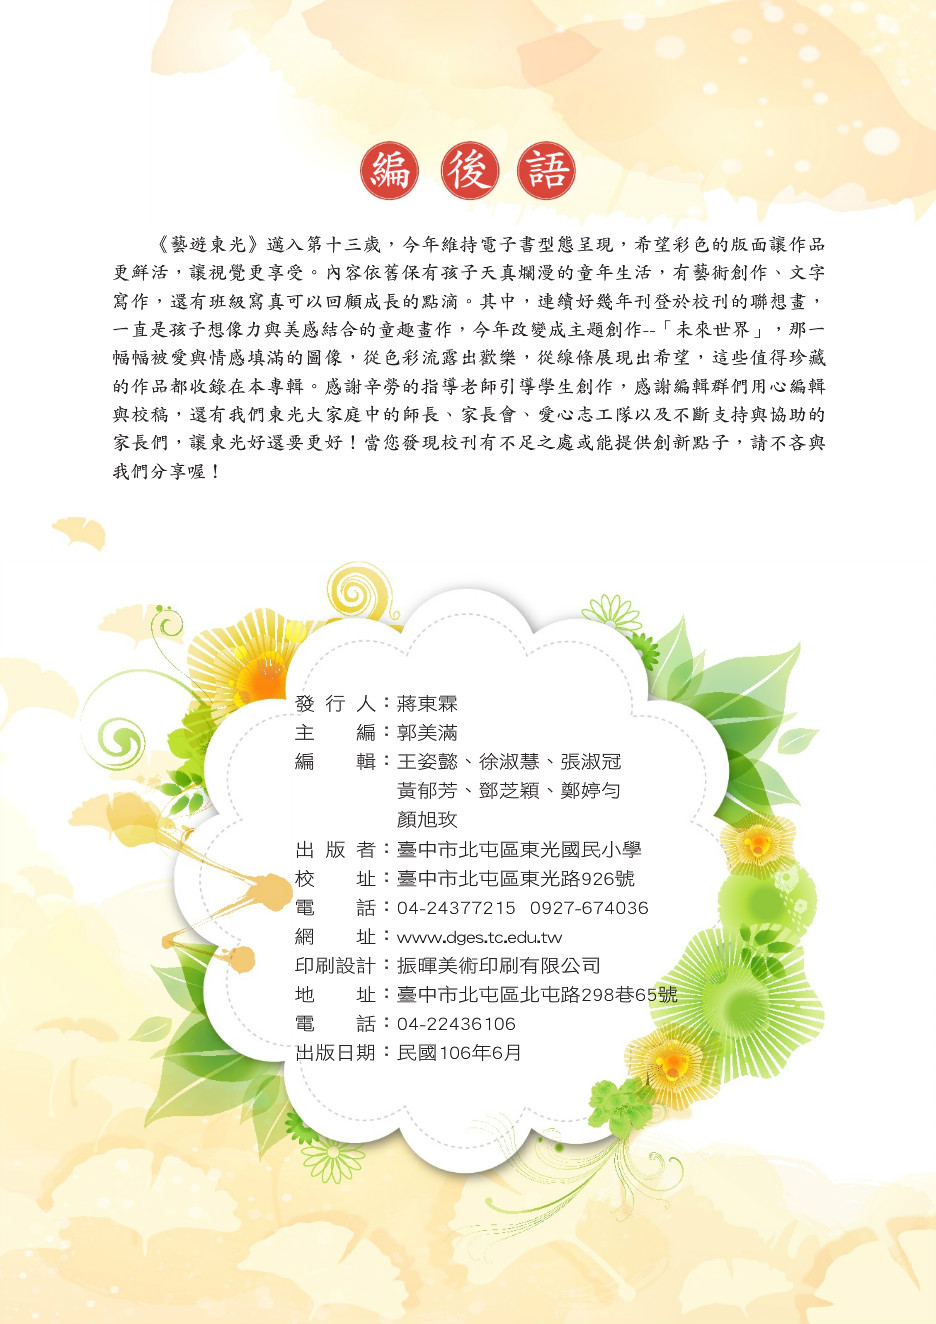 編後語
《藝遊東光》邁入第十三歲，今年維持電子書型態呈現，希望彩色的版面讓作品
更鮮活，讓視覺更享受。內容依舊保有孩子天真爛漫的童年生活，有藝術創作、文字
寫作，還有班級寫真可以回顧成長的點滴。其中，連續好幾年刊登於校刊的聯想畫，
一直是孩子想像力與美感結合的童趣畫作，今年改變成主題創作--「未來世界」，那一
幅幅被愛與情感填滿的圖像，從色彩流露出歡樂，從線條展現出希望，這些值得珍藏
的作品都收錄在本專輯。感謝辛勞的指導老師引導學生創作，感謝編輯群們用心編輯
與校稿，還有我們東光大家庭中的師長、家長會、愛心志工隊以及不斷支持與協助的
家長們，讓東光好還要更好！當您發現校刊有不足之處或能提供創新點子，請不吝與
我們分享喔！
發 行 人：蔣東霖
主　　編：郭美滿
編　　輯：王姿懿、徐淑慧、張淑冠
黃郁芳、鄧芝穎、鄭婷勻
顏旭玫
出 版 者：臺中市北屯區東光國民小學
校　　址：臺中市北屯區東光路926號
電　　話：04-24377215 0927-674036
網　　址：www.dges.tc.edu.tw
印刷設計：振暉美術印刷有限公司
地　　址：臺中市北屯區北屯路298巷65號
電　　話：04-22436106
出版日期：民國106年6月